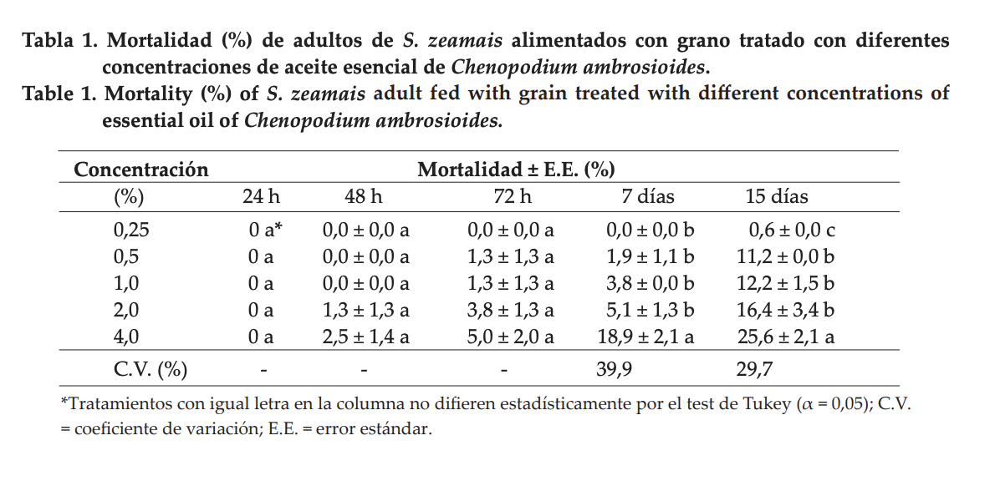 Tabla 1. Mortalidad (%) de adultos de S. zeamais alimentados con grano tratado con diferentes
concentraciones de aceite esencial de Chenopodium ambrosioides.
Table 1. Mortality (%) of S. zeamais adult fed with grain treated with different concentrations of
essential oil of Chenopodium ambrosioides.
Concentración Mortalidad ± E.E. (%)
(%) 24 h 48 h 72 h 7 días 15 días
0,25 0 a* 0,0 ± 0,0 a 0,0 ± 0,0 a 0,0 ± 0,0 b 0,6 ± 0,0 c
0,5 0 a 0,0 ± 0,0 a 1,3 ± 1,3 a 1,9 ± 1,1 b 11,2 ± 0,0 b
1,0 0 a 0,0 ± 0,0 a 1,3 ± 1,3 a 3,8 ± 0,0 b 12,2 ± 1,5 b
2,0 0 a 1,3 ± 1,3 a 3,8 ± 1,3 a 5,1 ± 1,3 b 16,4 ± 3,4 b
4,0 0 a 2,5 ± 1,4 a 5,0 ± 2,0 a 18,9 ± 2,1 a 25,6 ± 2,1 a
C.V. (%) - - - 39,9 29,7
*Tratamientos con igual letra en la columna no difieren estadísticamente por el test de Tukey (α = 0,05); C.V.
= coeficiente de variación; E.E. = error estándar.